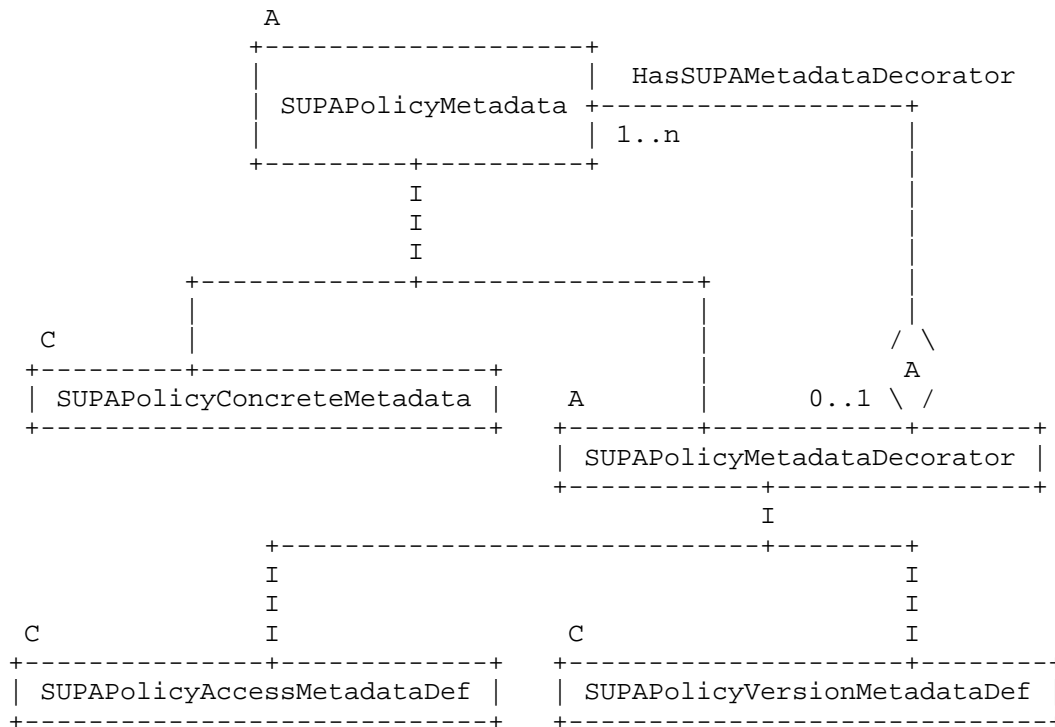 A
HasSUPAMetadataDecorator
SUPAPolicyMetadata
1..n
I
I
I
C
A
SUPAPolicyConcreteMetadata
A
0..1
SUPAPolicyMetadataDecorator
I
I I
I I
C I C I
SUPAPolicyAccessMetadataDef
SUPAPolicyVersionMetadataDef